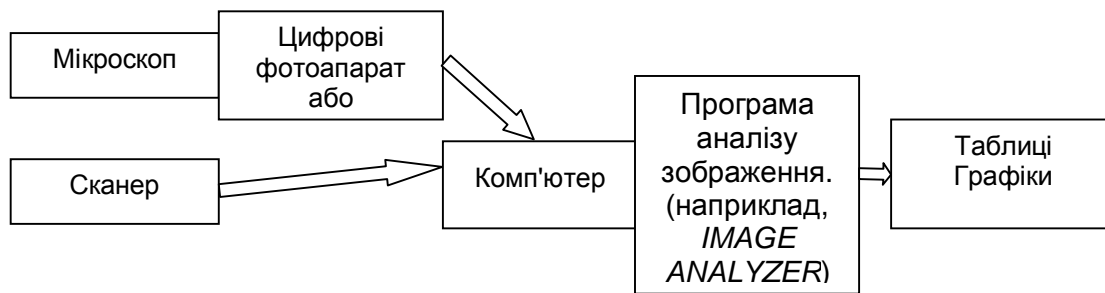 Мікроскоп
Цифрові
фотоапарат
або
Сканер
Комп'ютер
Програма
аналізу
зображення.
(наприклад,
IMAGE
ANALYZER)
Таблиці
Графіки